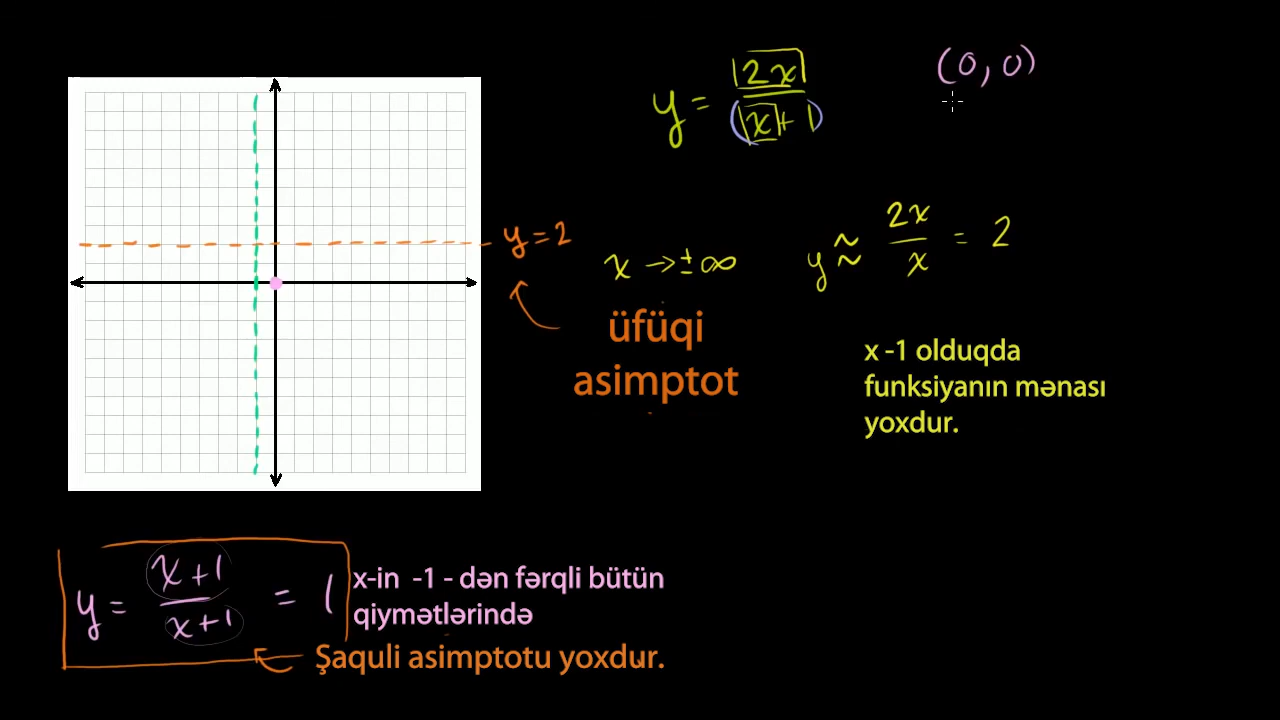 y = 2x / (x + 1)
(0, 0)
y = 2
x → ± ∞
y ≈ 2x / x = 2
üfüqi
asimptot
x -1 olduqda
funksiyanın mənası
yoxdur.
y = x + 1 / x + 1 = 1
x-in -1 - dən fərqli bütün
qiymətlərində
Şaquli asimptotu yoxdur.